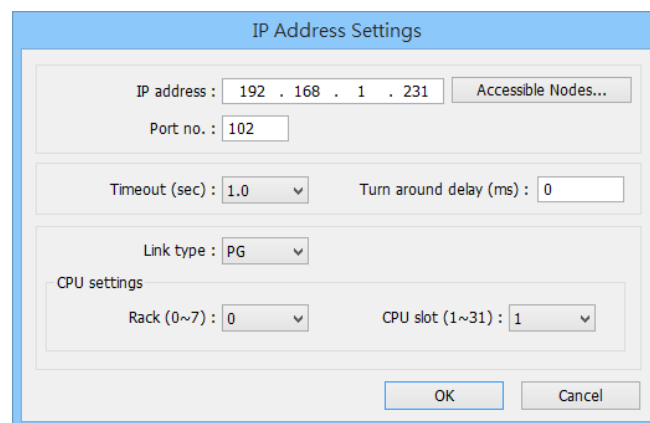 IP Address Settings
IP address : 192 . 168 . 1 . 231 Accessible Nodes...
Port no. : 102
Timeout (sec) : 1.0 Turn around delay (ms) : 0
Link type : PG
CPU settings
Rack (0~7) : 0 CPU slot (1~31) : 1
OK Cancel